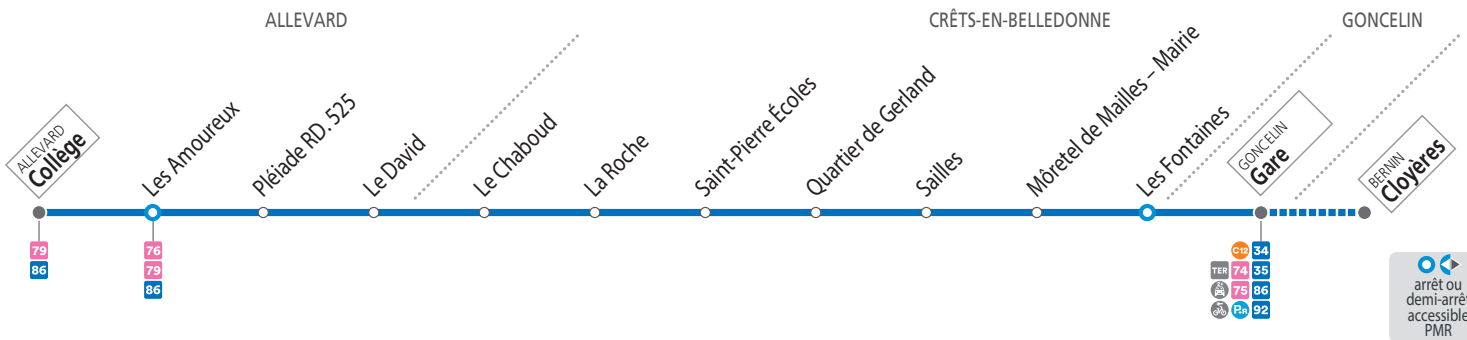 ALLEVARD
CRÊTS-EN-BELLEDONNE
GONCELIN
ALLEVARD
Collège
Les Amoureux
Pléiade RD. 525
Le David
Le Chaboud
La Roche
Saint-Pierre Écoles
Quartier de Gerland
Sailles
Môretel de Mailles – Mairie
Les Fontaines
GONCELIN
Gare
BERNIN
Cloyères
79
86
76
79
86
C12 34
TER 74 35
75 86
P+R 92
arrêt ou
demi-arrêt
accessible
PMR